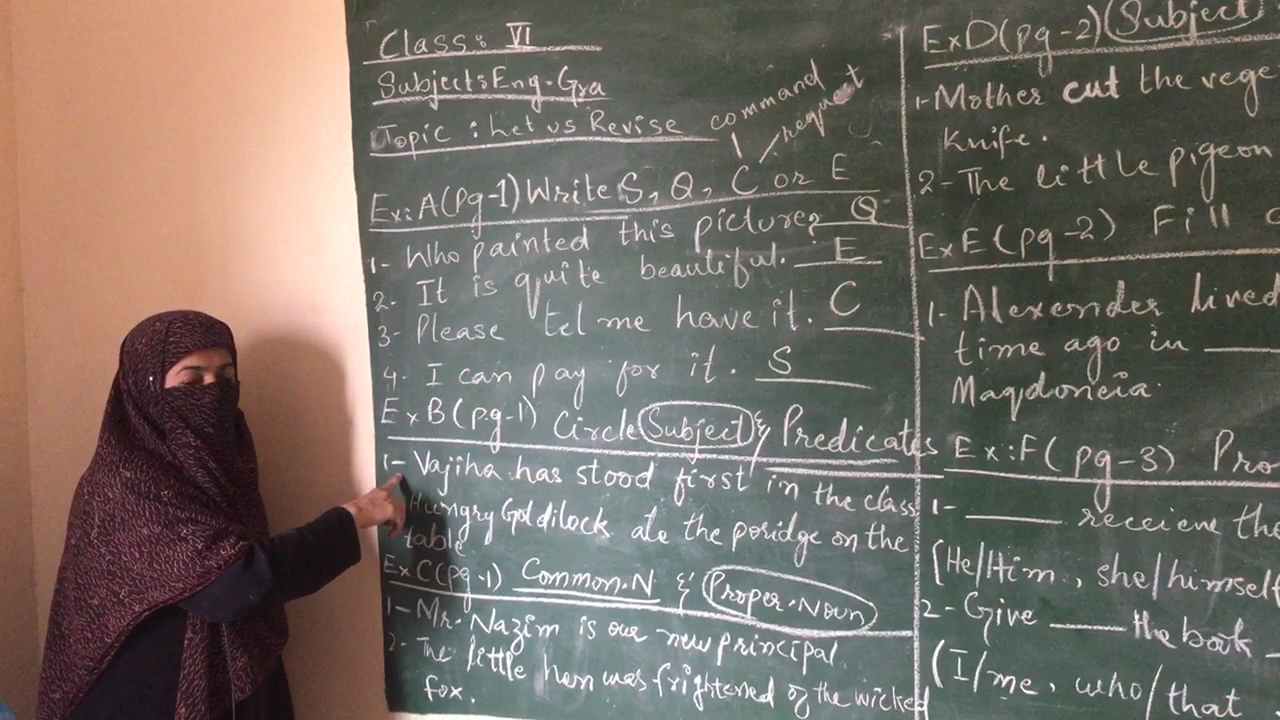 Class: VI
Subject: Eng-Gra
Topic : Let us Revise
command
request
Ex: A(Pg-1) Write S, Q, C or E
1- Who painted this picture? Q
2- It is quite beautiful. E
3- Please tel me have it. C
4- I can pay for it. S
Ex B (pg-1) Circle Subject & Predicates
1- Vajiha has stood first in the class
Hungry Goldilock ate the poridge on the
table
Ex C (pg-1) Common.N & Proper.Noun
1- Mr. Nazim is our new principal.
2- The little hen was frightened of the wicked
fox.
Ex D (pg-2) (Subject,
1- Mother cut the vege
Knife.
2- The little pigeon
Ex E (pg-2) Fill
1- Alexender lived
time ago in ____
Maqdoneia.
Ex: F (pg-3) Pro
1- ____ receiene the
[He/Him, she/himself
2- Give ____ the book
(I/me, who/that